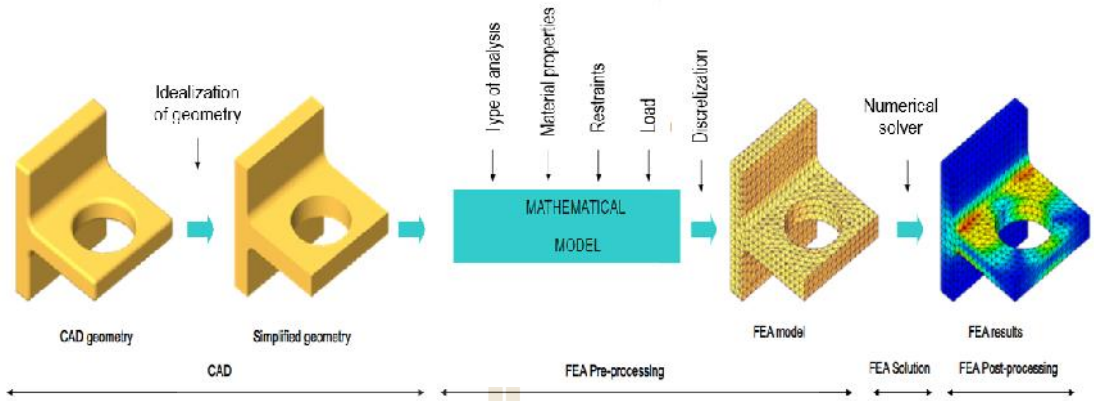 Idealization
of geometry
Type of analysis
Material properties
Restraints
Load
Discretization
Numerical
solver
MATHEMATICAL
MODEL
CAD geometry
Simplified geometry
FEA model
FEA results
CAD
FEA Pre-processing
FEA Solution
FEA Post-processing